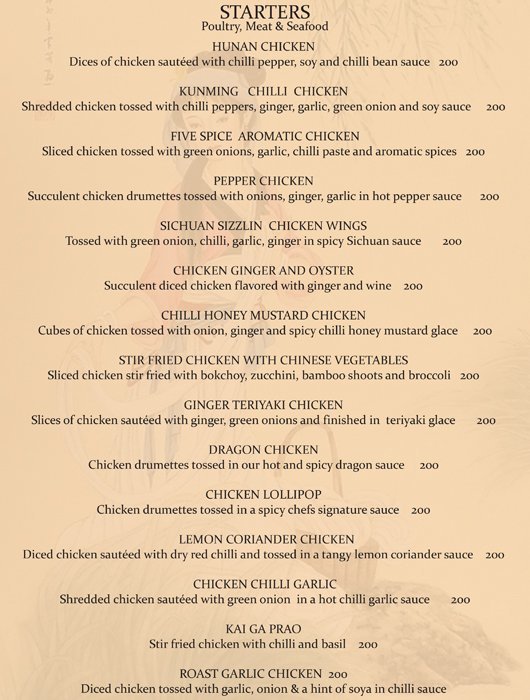 STARTERS
Poultry, Meat & Seafood
HUNAN CHICKEN
Dices of chicken sautéed with chilli pepper, soy and chilli bean sauce 200
KUNMING CHILLI CHICKEN
Shredded chicken tossed with chilli peppers, ginger, garlic, green onion and soy sauce 200
FIVE SPICE AROMATIC CHICKEN
Sliced chicken tossed with green onions, garlic, chilli paste and aromatic spices 200
PEPPER CHICKEN
Succulent chicken drumettes tossed with onions, ginger, garlic in hot pepper sauce 200
SICHUAN SIZZLIN CHICKEN WINGS
Tossed with green onion, chilli, garlic, ginger in spicy Sichuan sauce 200
CHICKEN GINGER AND OYSTER
Succulent diced chicken flavored with ginger and wine 200
CHILLI HONEY MUSTARD CHICKEN
Cubes of chicken tossed with onion, ginger and spicy chilli honey mustard glace 200
STIR FRIED CHICKEN WITH CHINESE VEGETABLES
Sliced chicken stir fried with bokchoy, zucchini, bamboo shoots and broccoli 200
GINGER TERIYAKI CHICKEN
Slices of chicken sautéed with ginger, green onions and finished in teriyaki glace 200
DRAGON CHICKEN
Chicken drumettes tossed in our hot and spicy dragon sauce 200
CHICKEN LOLLIPOP
Chicken drumettes tossed in a spicy chefs signature sauce 200
LEMON CORIANDER CHICKEN
Diced chicken sautéed with dry red chilli and tossed in a tangy lemon coriander sauce 200
CHICKEN CHILLI GARLIC
Shredded chicken sautéed with green onion in a hot chilli garlic sauce 200
KAI GA PRAO
Stir fried chicken with chilli and basil 200
ROAST GARLIC CHICKEN 200
Diced chicken tossed with garlic, onion & a hint of soya in chilli sauce